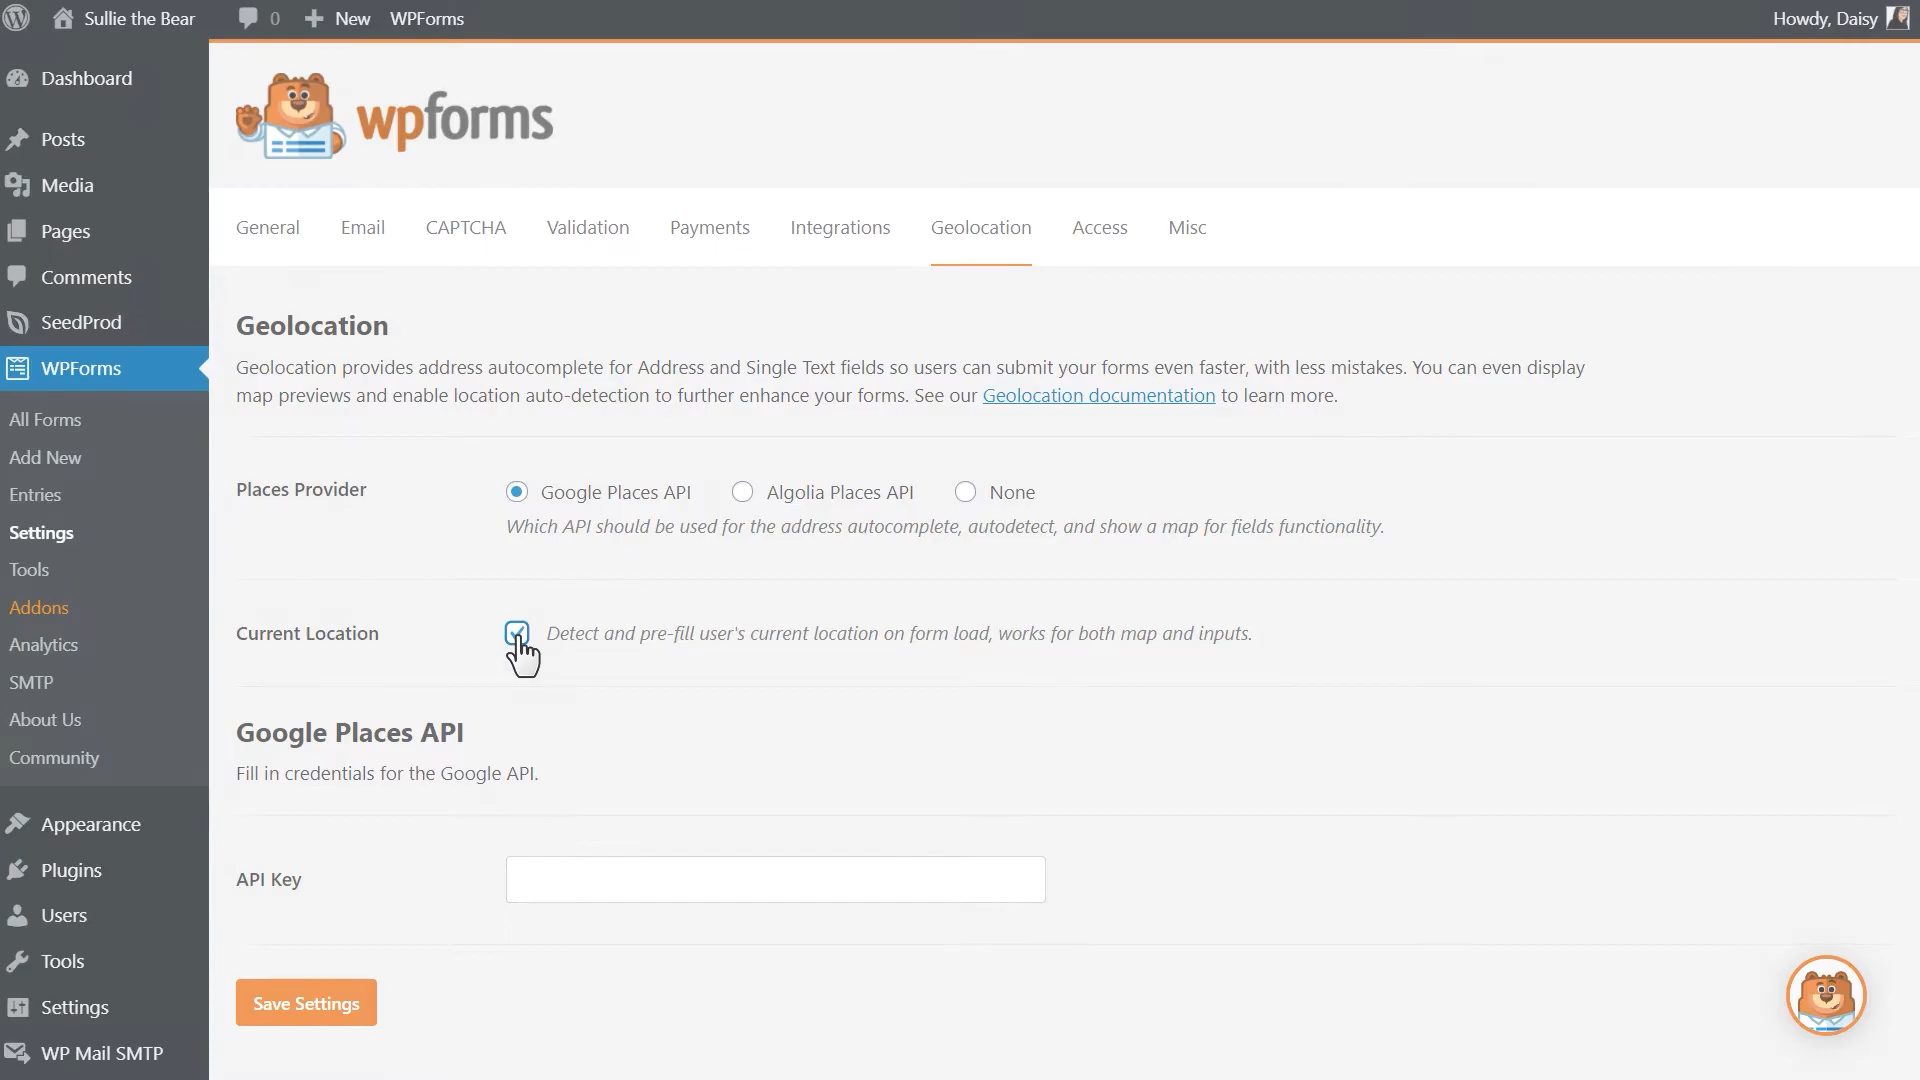 Sullie the Bear
0
New
WPForms
Howdy, Daisy
Dashboard
Posts
Media
Pages
Comments
SeedProd
WPForms
All Forms
Add New
Entries
Settings
Tools
Addons
Analytics
SMTP
About Us
Community
Appearance
Plugins
Users
Tools
Settings
WP Mail SMTP
wpforms
General
Email
CAPTCHA
Validation
Payments
Integrations
Geolocation
Access
Misc
Geolocation
Geolocation provides address autocomplete for Address and Single Text fields so users can submit your forms even faster, with less mistakes. You can even display
map previews and enable location auto-detection to further enhance your forms. See our Geolocation documentation to learn more.
Places Provider
Google Places API
Algolia Places API
None
Which API should be used for the address autocomplete, autodetect, and show a map for fields functionality.
Current Location
Detect and pre-fill user's current location on form load, works for both map and inputs.
Google Places API
Fill in credentials for the Google API.
API Key
Save Settings